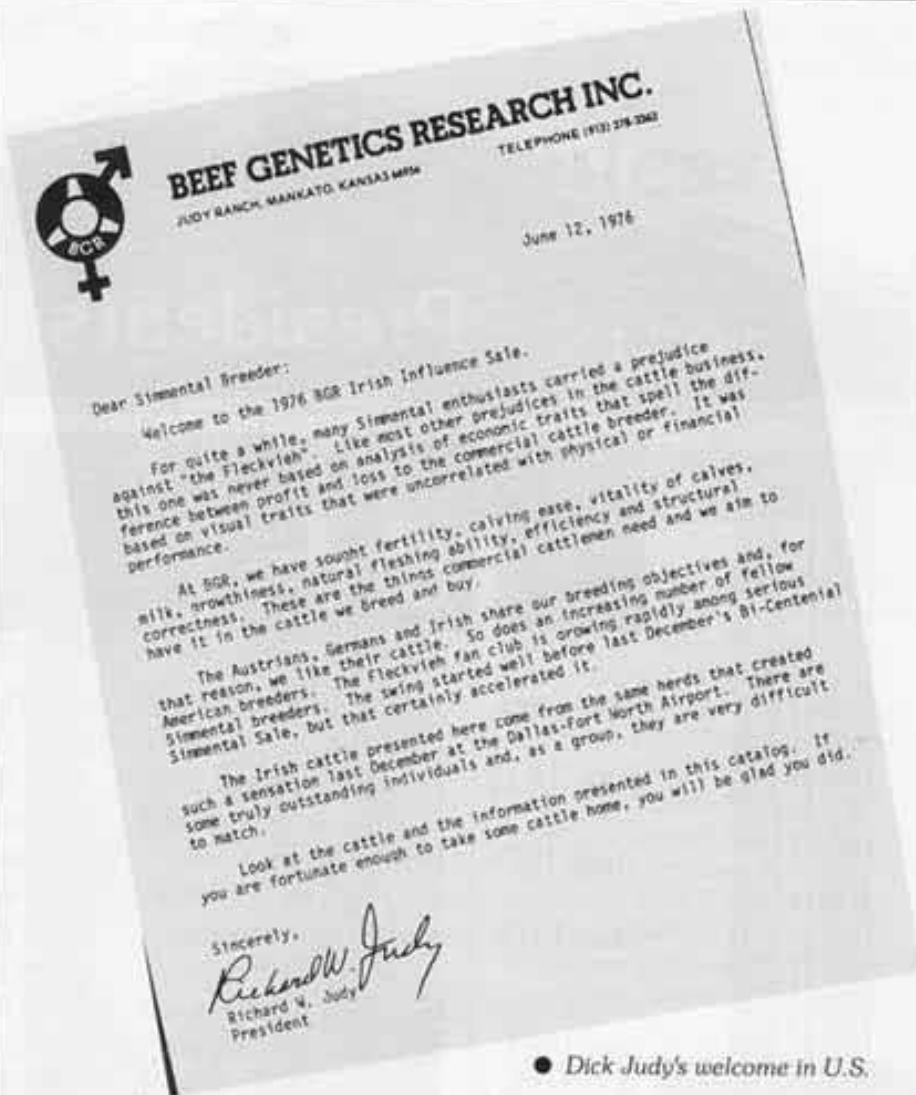 BEEF GENETICS RESEARCH INC.
JUDY RANCH, MANKATO, KANSAS 66956
TELEPHONE (913) 378-3363
BGR
June 12, 1976
Dear Simmental Breeder:
Welcome to the 1976 BGR Irish Influence Sale.
For quite a while, many Simmental enthusiasts carried a prejudice
against "the Fleckvieh". Like most other prejudices in the cattle business,
this one was never based on analysis of economic traits that spell the dif-
ference between profit and loss to the commercial cattle breeder. It was
based on visual traits that were uncorrelated with physical or financial
performance.
At BGR, we have sought fertility, calving ease, vitality of calves,
milk, growthiness, natural fleshing ability, efficiency and structural
correctness. These are the things commercial cattlemen need and we aim to
have it in the cattle we breed and buy.
The Austrians, Germans and Irish share our breeding objectives and, for
that reason, we like their cattle. So does an increasing number of fellow
American breeders. The Fleckvieh fan club is growing rapidly among serious
Simmental breeders. The swing started well before last December's Bi-Centenial
Simmental Sale, but that certainly accelerated it.
The Irish cattle presented here come from the same herds that created
such a sensation last December at the Dallas-Fort Worth Airport. There are
some truly outstanding individuals and, as a group, they are very difficult
to match.
Look at the cattle and the information presented in this catalog. If
you are fortunate enough to take some cattle home, you will be glad you did.
Sincerely,
Richard W. Judy
Richard W. Judy
President
● Dick Judy's welcome in U.S.